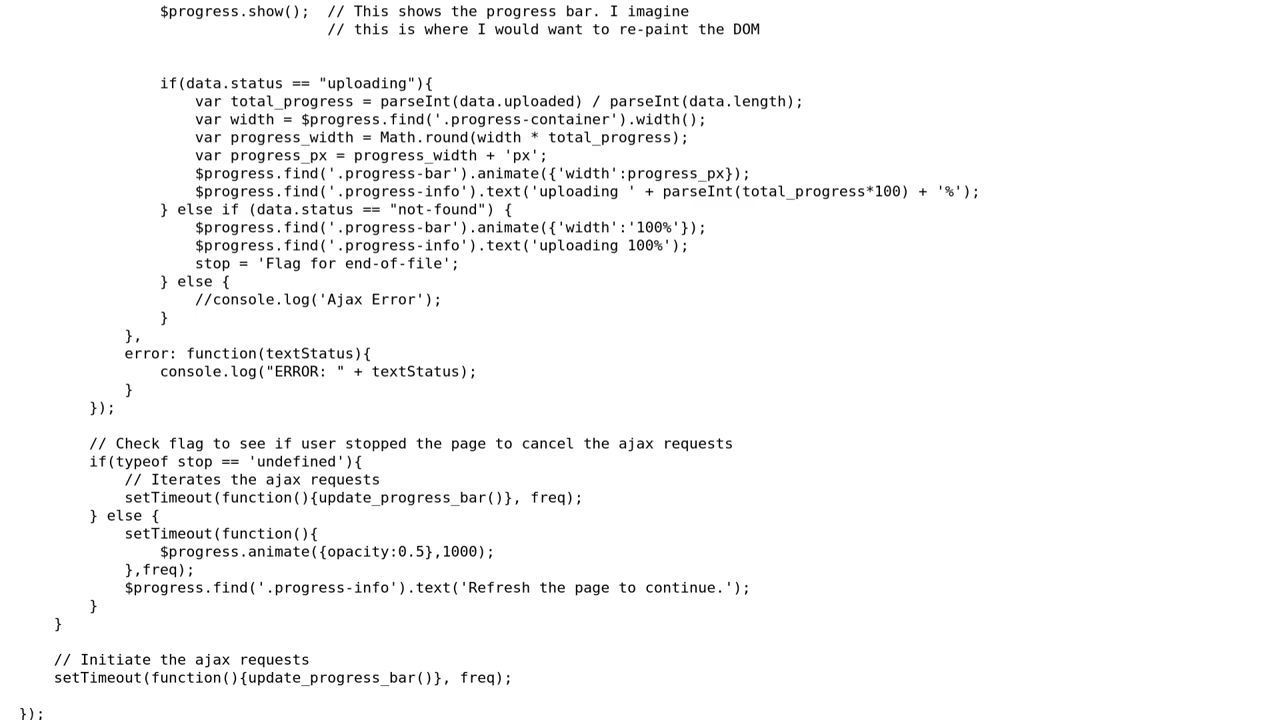 $progress.show();  // This shows the progress bar. I imagine
// this is where I would want to re-paint the DOM
if(data.status == "uploading"){
var total_progress = parseInt(data.uploaded) / parseInt(data.length);
var width = $progress.find('.progress-container').width();
var progress_width = Math.round(width * total_progress);
var progress_px = progress_width + 'px';
$progress.find('.progress-bar').animate({'width':progress_px});
$progress.find('.progress-info').text('uploading ' + parseInt(total_progress*100) + '%');
} else if (data.status == "not-found") {
$progress.find('.progress-bar').animate({'width':'100%'});
$progress.find('.progress-info').text('uploading 100%');
stop = 'Flag for end-of-file';
} else {
//console.log('Ajax Error');
}
},
error: function(textStatus){
console.log("ERROR: " + textStatus);
}
});
// Check flag to see if user stopped the page to cancel the ajax requests
if(typeof stop == 'undefined'){
// Iterates the ajax requests
setTimeout(function(){update_progress_bar()}, freq);
} else {
setTimeout(function(){
$progress.animate({opacity:0.5},1000);
},freq);
$progress.find('.progress-info').text('Refresh the page to continue.');
}
}
// Initiate the ajax requests
setTimeout(function(){update_progress_bar()}, freq);
});